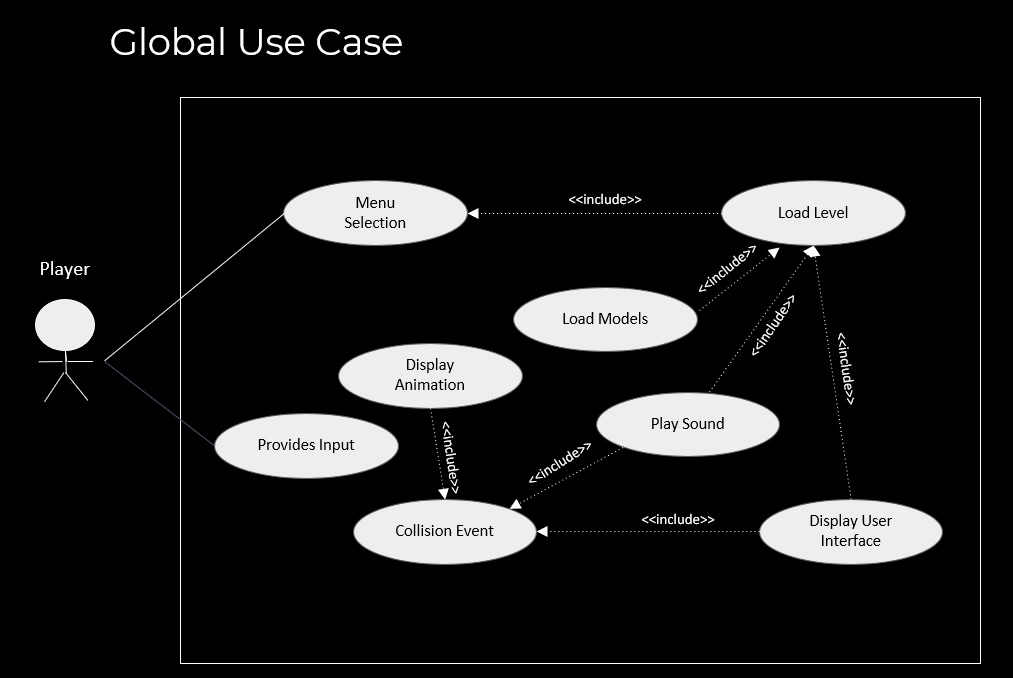 Global Use Case
Menu
Selection
<<include>>
Load Level
Player
<<include>>
Load Models
<<include>>
<<include>>
Display
Animation
Play Sound
Provides Input
<<include>>
<<include>>
Collision Event
<<include>>
Display User
Interface